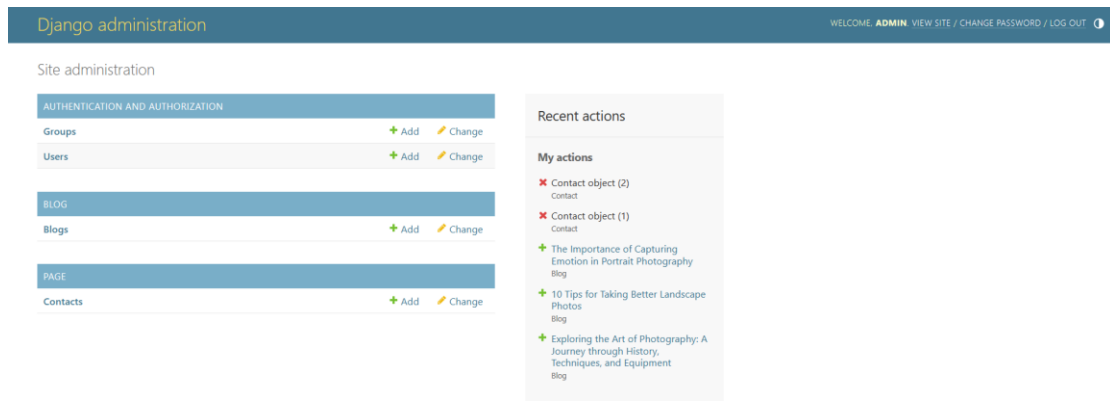 Django administration
WELCOME, ADMIN. VIEW SITE / CHANGE PASSWORD / LOG OUT
Site administration
AUTHENTICATION AND AUTHORIZATION
Groups + Add Change
Users + Add Change
BLOG
Blogs + Add Change
PAGE
Contacts + Add Change
Recent actions
My actions
Contact object (2)
Contact
Contact object (1)
Contact
The Importance of Capturing
Emotion in Portrait Photography
Blog
10 Tips for Taking Better Landscape
Photos
Blog
Exploring the Art of Photography: A
Journey through History,
Techniques, and Equipment
Blog